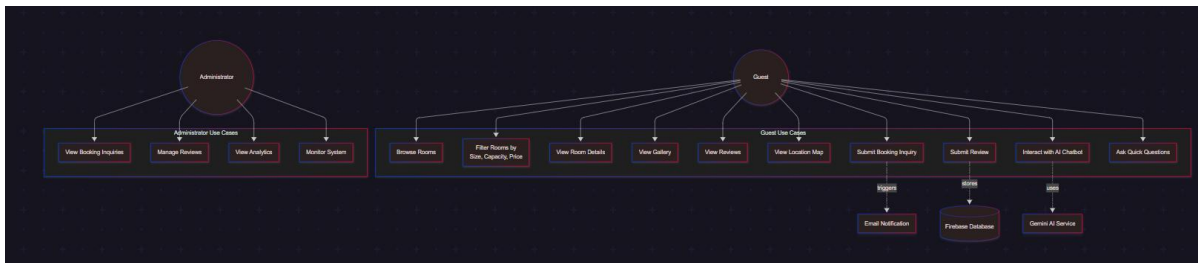 Administrator
Guest
Administrator Use Cases
Guest Use Cases
View Booking Inquiries
Manage Reviews
View Analytics
Monitor System
Browse Rooms
Filter Rooms by
Size, Capacity, Price
View Room Details
View Gallery
View Reviews
View Location Map
Submit Booking Inquiry
Submit Review
Interact with AI Chatbot
Ask Quick Questions
triggers
stores
uses
Email Notification
Firebase Database
Gemini AI Service